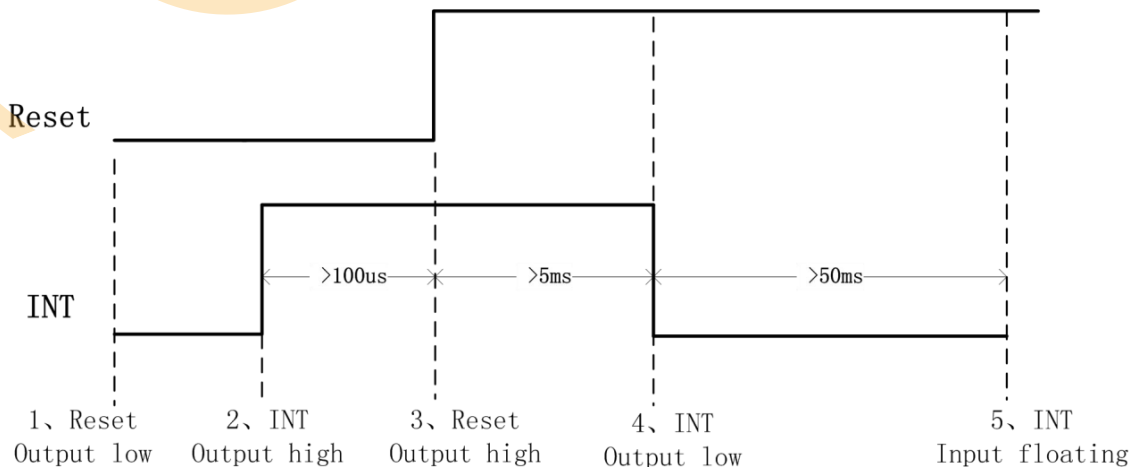 Reset
>100us
>5ms
>50ms
INT
1、Reset
Output low
2、INT
Output high
3、Reset
Output high
4、INT
Output low
5、INT
Input floating